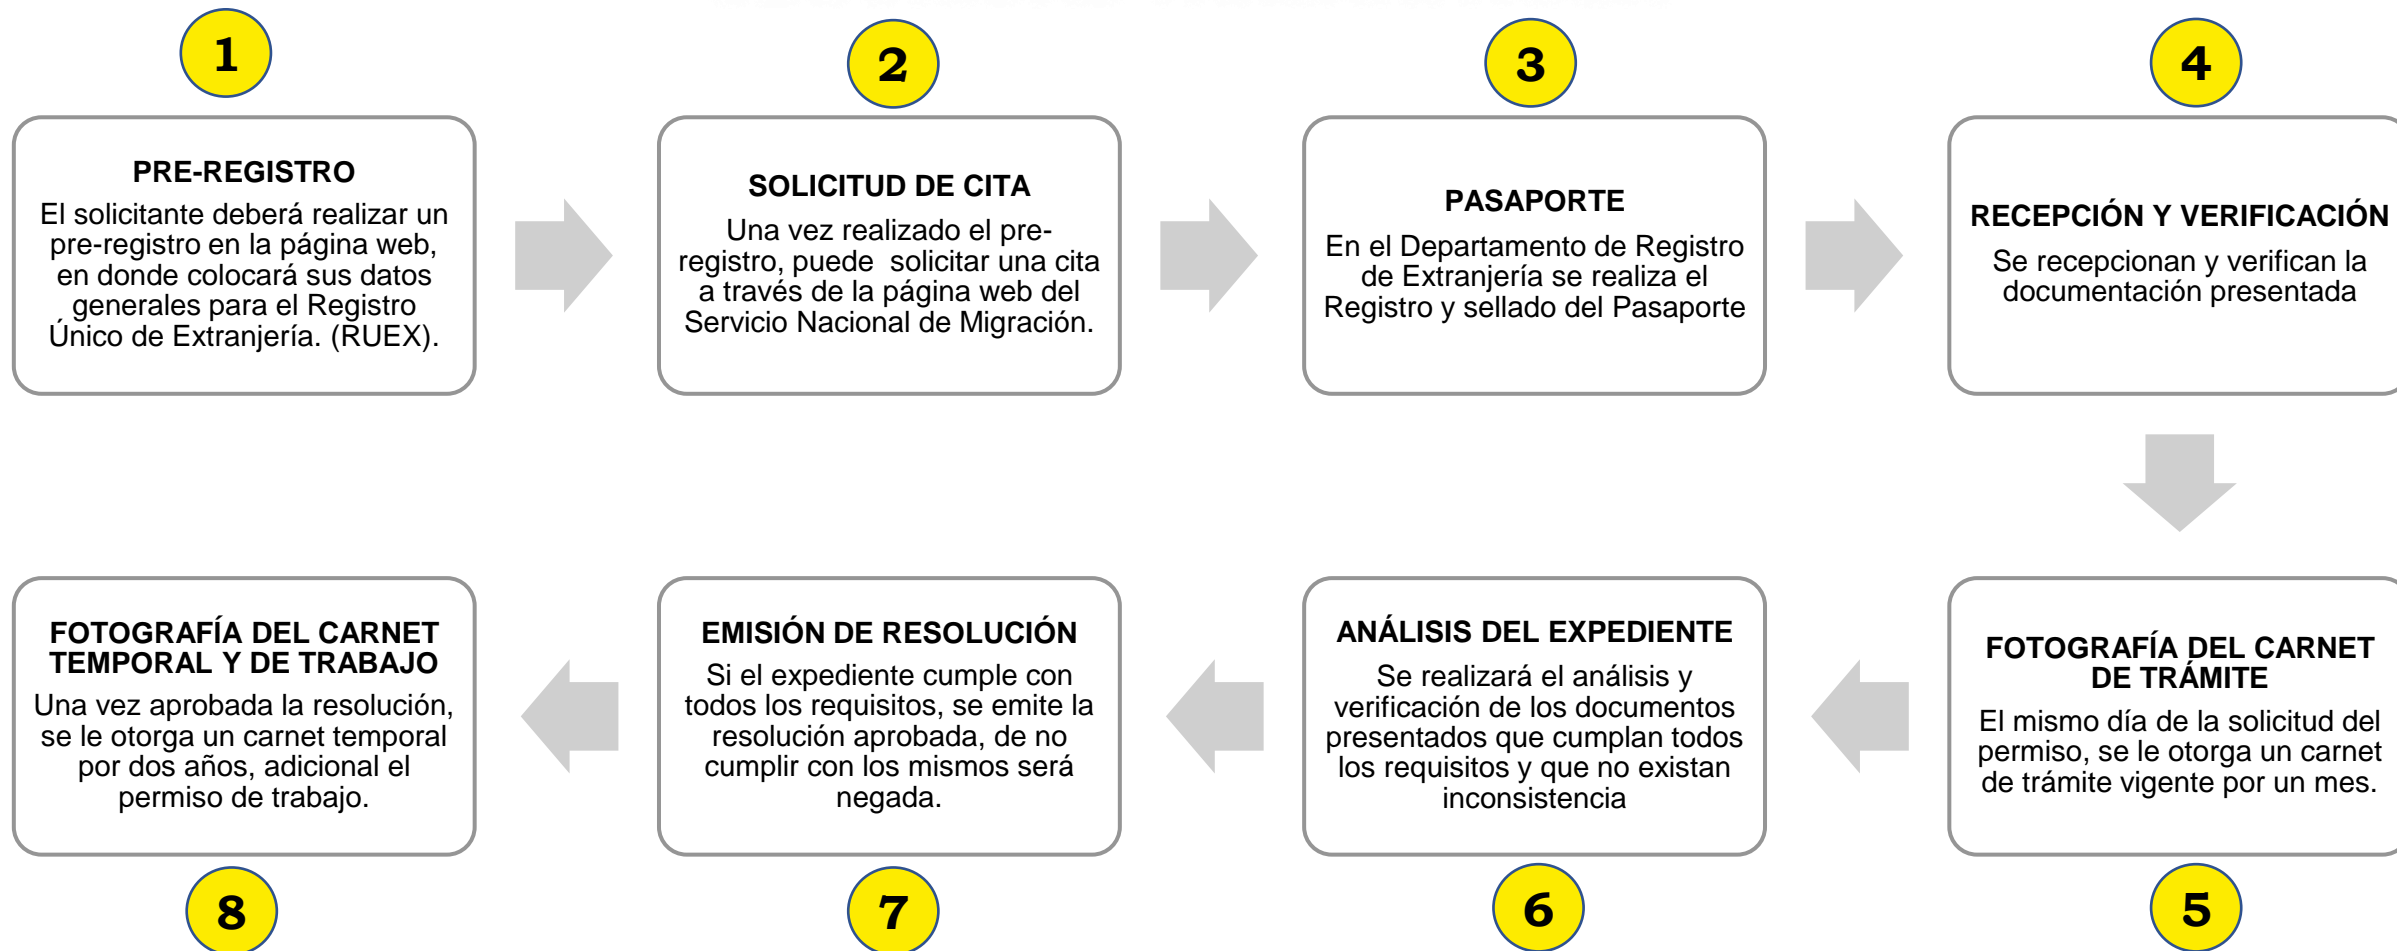 1
PRE-REGISTRO
El solicitante deberá realizar un
pre-registro en la página web,
en donde colocará sus datos
generales para el Registro
Único de Extranjería. (RUEX).
2
SOLICITUD DE CITA
Una vez realizado el pre-
registro, puede  solicitar una cita
a través de la página web del
Servicio Nacional de Migración.
3
PASAPORTE
En el Departamento de Registro
de Extranjería se realiza el
Registro y sellado del Pasaporte
4
RECEPCIÓN Y VERIFICACIÓN
Se recepcionan y verifican la
documentación presentada
FOTOGRAFÍA DEL CARNET
DE TRÁMITE
El mismo día de la solicitud del
permiso, se le otorga un carnet
de trámite vigente por un mes.
5
ANÁLISIS DEL EXPEDIENTE
Se realizará el análisis y
verificación de los documentos
presentados que cumplan todos
los requisitos y que no existan
inconsistencia
6
EMISIÓN DE RESOLUCIÓN
Si el expediente cumple con
todos los requisitos, se emite la
resolución aprobada, de no
cumplir con los mismos será
negada.
7
FOTOGRAFÍA DEL CARNET
TEMPORAL Y DE TRABAJO
Una vez aprobada la resolución,
se le otorga un carnet temporal
por dos años, adicional el
permiso de trabajo.
8